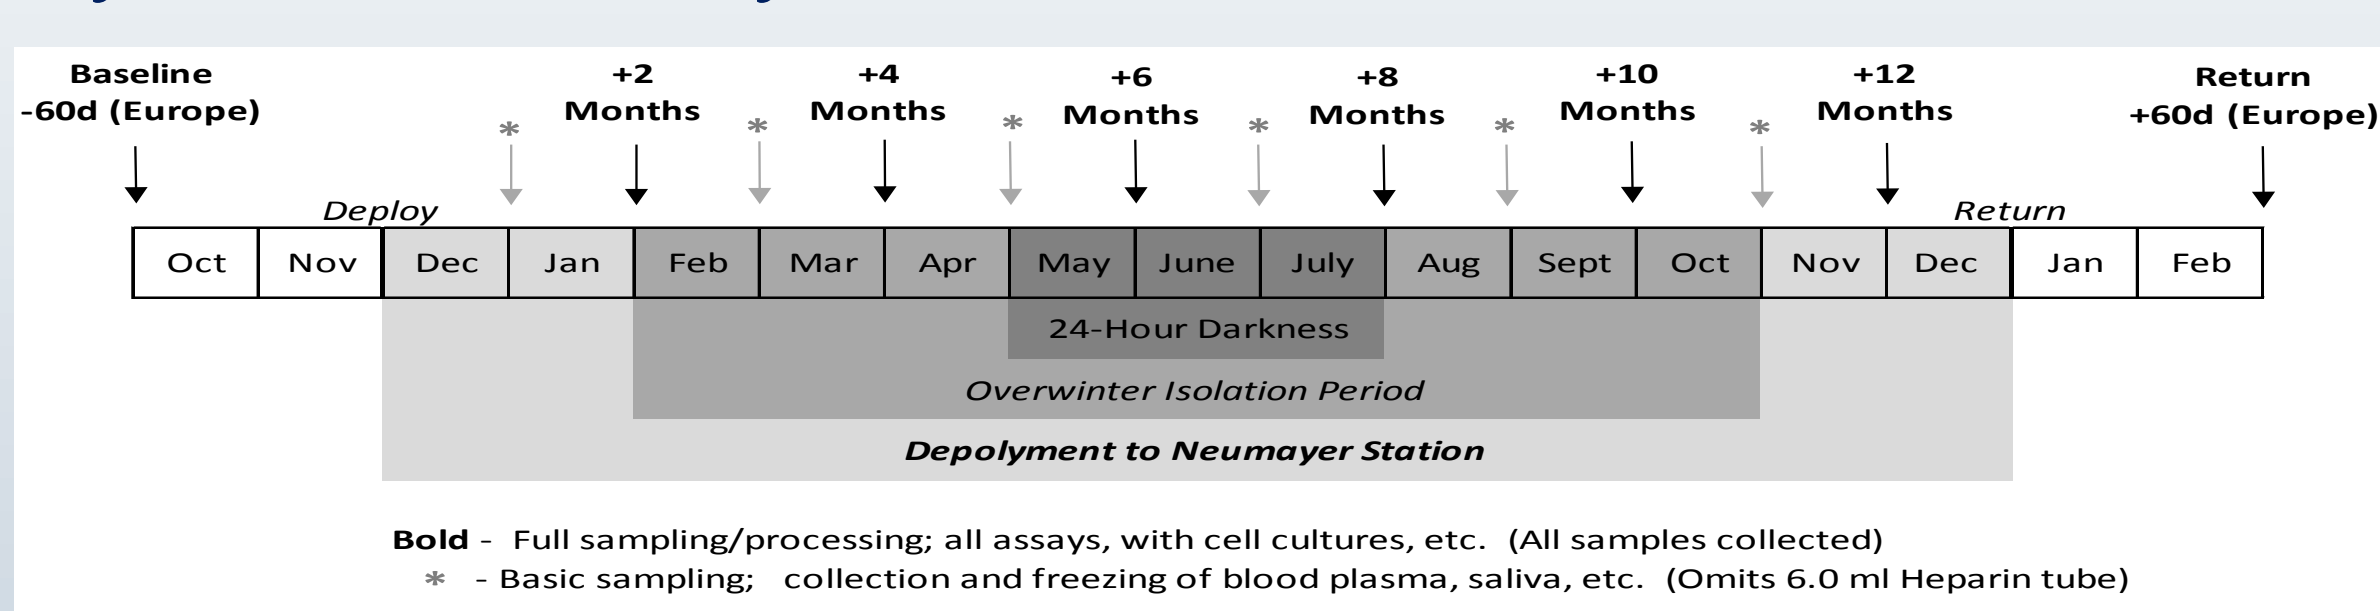 Baseline
-60d (Europe)
+2
Months
+4
Months
+6
Months
+8
Months
+10
Months
+12
Months
Return
+60d (Europe)
* * * * * *
Deploy
Return
Oct Nov Dec Jan Feb Mar Apr May June July Aug Sept Oct Nov Dec Jan Feb
24-Hour Darkness
Overwinter Isolation Period
Depolyment to Neumayer Station
Bold - Full sampling/processing; all assays, with cell cultures, etc. (All samples collected)
* - Basic sampling; collection and freezing of blood plasma, saliva, etc. (Omits 6.0 ml Heparin tube)